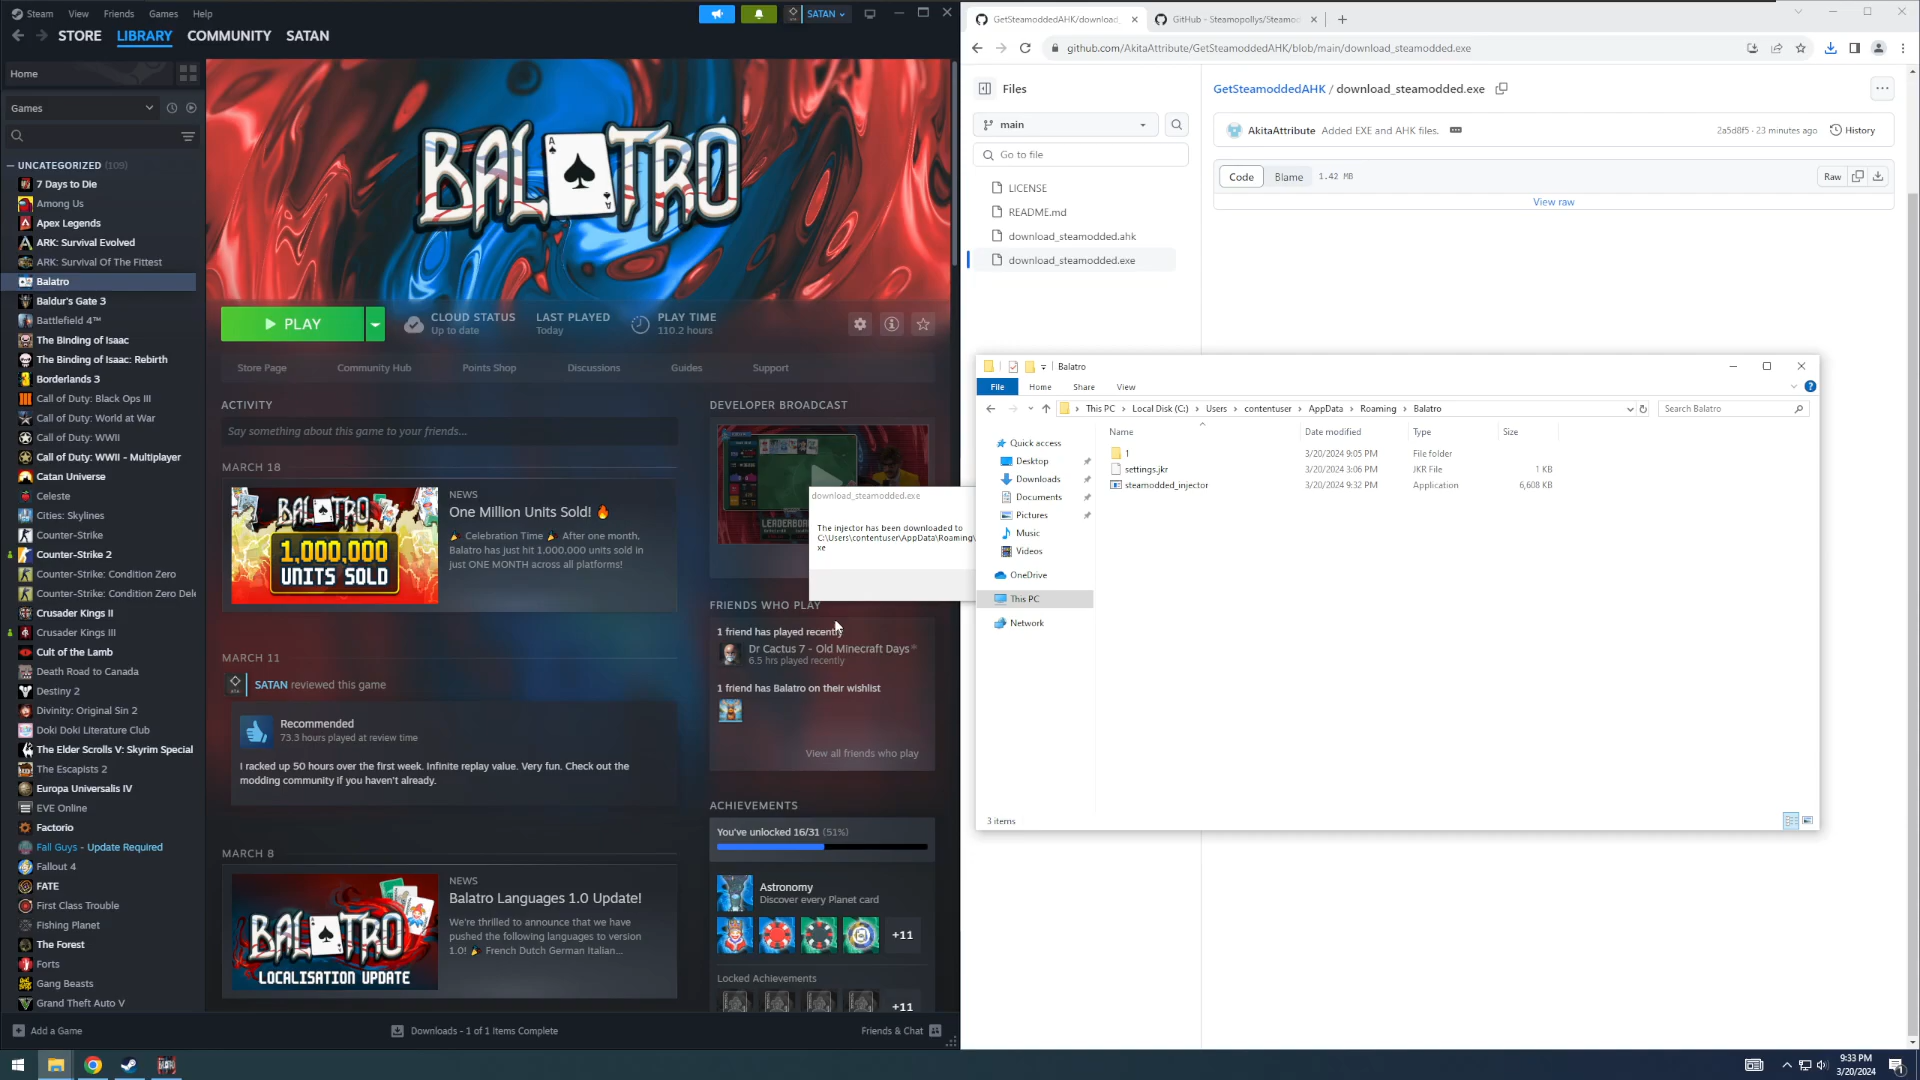 Steam View Friends Games Help
SATAN
STORE LIBRARY COMMUNITY SATAN
Home
Games
UNCATEGORIZED (109)
7 Days to Die
Among Us
Apex Legends
ARK: Survival Evolved
ARK: Survival Of The Fittest
Balatro
Baldur's Gate 3
Battlefield 4™
The Binding of Isaac
The Binding of Isaac: Rebirth
Borderlands 3
Call of Duty: Black Ops III
Call of Duty: World at War
Call of Duty: WWII
Call of Duty: WWII - Multiplayer
Catan Universe
Celeste
Cities: Skylines
Counter-Strike
Counter-Strike 2
Counter-Strike: Condition Zero
Counter-Strike: Condition Zero Dele
Crusader Kings II
Crusader Kings III
Cult of the Lamb
Death Road to Canada
Destiny 2
Divinity: Original Sin 2
Doki Doki Literature Club
The Elder Scrolls V: Skyrim Special
The Escapists 2
Europa Universalis IV
EVE Online
Factorio
Fall Guys - Update Required
Fallout 4
FATE
First Class Trouble
Fishing Planet
The Forest
Forts
Gang Beasts
Grand Theft Auto V
Add a Game
BALATRO
PLAY
CLOUD STATUS
Up to date
LAST PLAYED
Today
PLAY TIME
110.2 hours
Store Page Community Hub Points Shop Discussions Guides Support
ACTIVITY
Say something about this game to your friends...
MARCH 18
BALATRO
1,000,000
UNITS SOLD
NEWS
One Million Units Sold! 🔥
🎉 Celebration Time 🎉 After one month,
Balatro has just hit 1,000,000 units sold in
just ONE MONTH across all platforms!
MARCH 11
SATAN reviewed this game
Recommended
73.3 hours played at review time
I racked up 50 hours over the first week. Infinite replay value. Very fun. Check out the
modding community if you haven't already.
MARCH 8
BALATRO
LOCALISATION UPDATE
NEWS
Balatro Languages 1.0 Update!
We're thrilled to announce that we have
pushed the following languages to version
1.0! 🎉 French Dutch German Italian...
Downloads - 1 of 1 Items Complete
DEVELOPER BROADCAST
LEADERBOA
FRIENDS WHO PLAY
1 friend has played recently
Dr Cactus 7 - Old Minecraft Days*
6.5 hrs played recently
1 friend has Balatro on their wishlist
View all friends who play
ACHIEVEMENTS
You've unlocked 16/31 (51%)
Astronomy
Discover every Planet card
+11
Locked Achievements
+11
Friends & Chat
download_steamodded.exe
The injector has been downloaded to
C:\Users\contentuser\AppData\Roaming\
xe
GetSteamoddedAHK/download_
GitHub - Steamopollys/Steamo
github.com/AkitaAttribute/GetSteamoddedAHK/blob/main/download_steamodded.exe
Files
main
Go to file
LICENSE
README.md
download_steamodded.ahk
download_steamodded.exe
GetSteamoddedAHK / download_steamodded.exe
AkitaAttribute Added EXE and AHK files.
2a5d8f5 · 23 minutes ago
History
Code Blame 1.42 MB
Raw
View raw
Balatro
File Home Share View
This PC Local Disk (C:) Users contentuser AppData Roaming Balatro
Search Balatro
Name Date modified Type Size
Quick access
Desktop
Downloads
Documents
Pictures
Music
Videos
OneDrive
This PC
Network
1 3/20/2024 9:05 PM File folder
settings.jkr 3/20/2024 3:06 PM JKR File 1 KB
steamodded_injector 3/20/2024 9:32 PM Application 6,608 KB
3 items
9:33 PM
3/20/2024
1